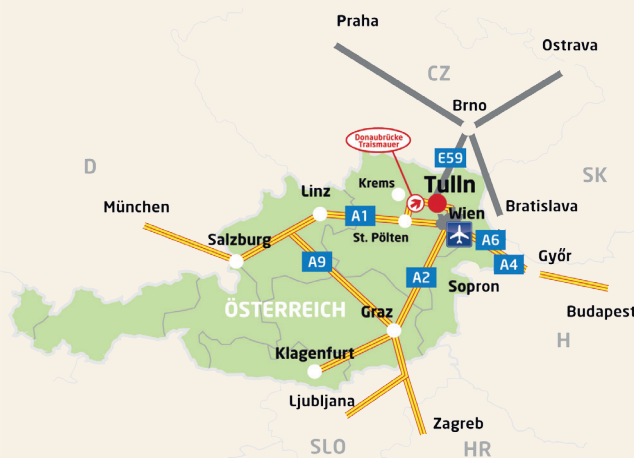 Praha
Ostrava
CZ
Brno
Donaubrücke
Traismauer
E59
D
SK
Krems
Tulln
Linz
München
Bratislava
A1
Wien
St. Pölten
Salzburg
A6
Győr
A9
A2
A4
Sopron
ÖSTERREICH
Graz
Budapest
H
Klagenfurt
Ljubljana
Zagreb
SLO
HR